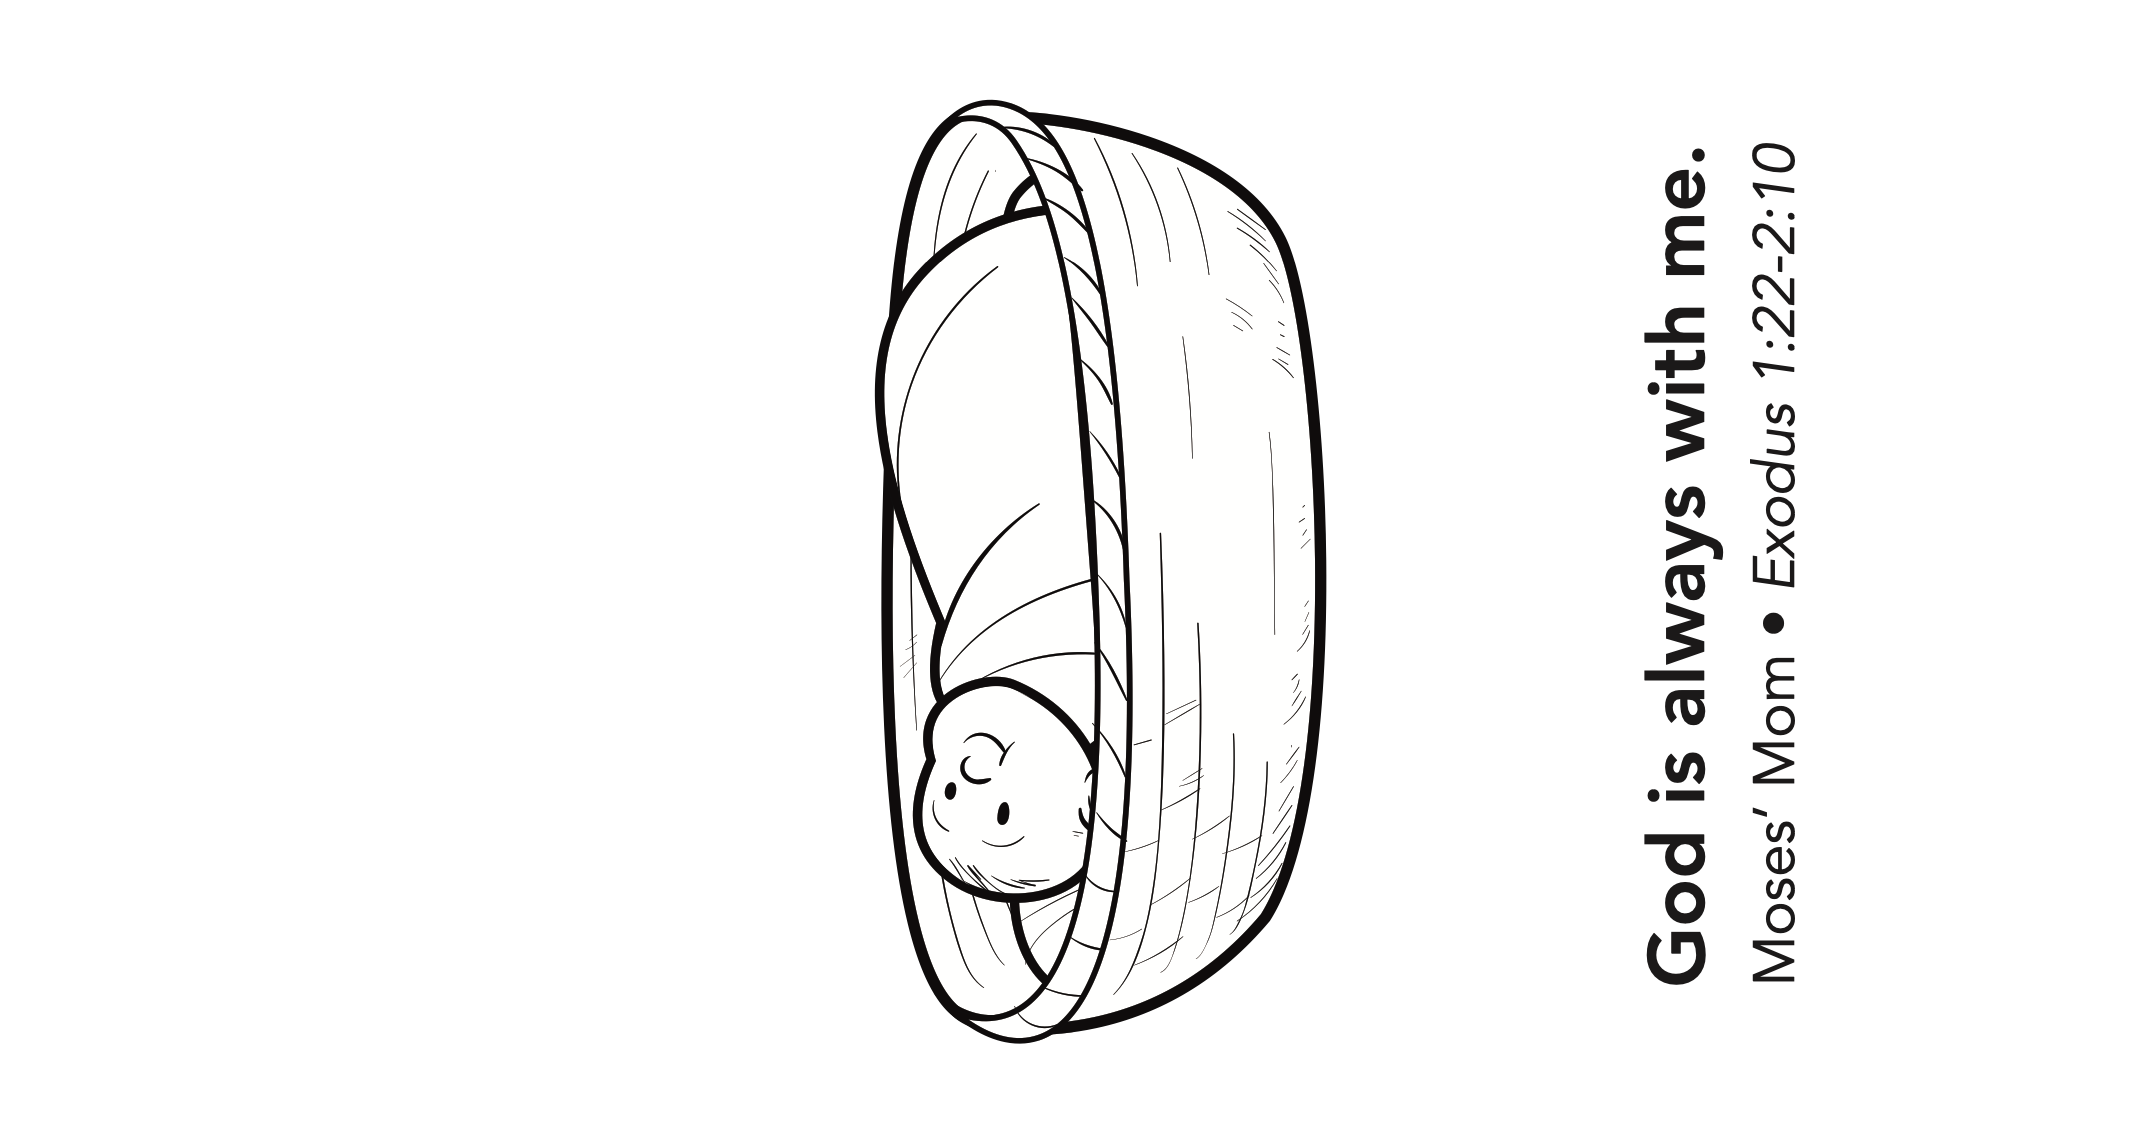 God is always with me.
Moses’ Mom • Exodus 1:22-2:10